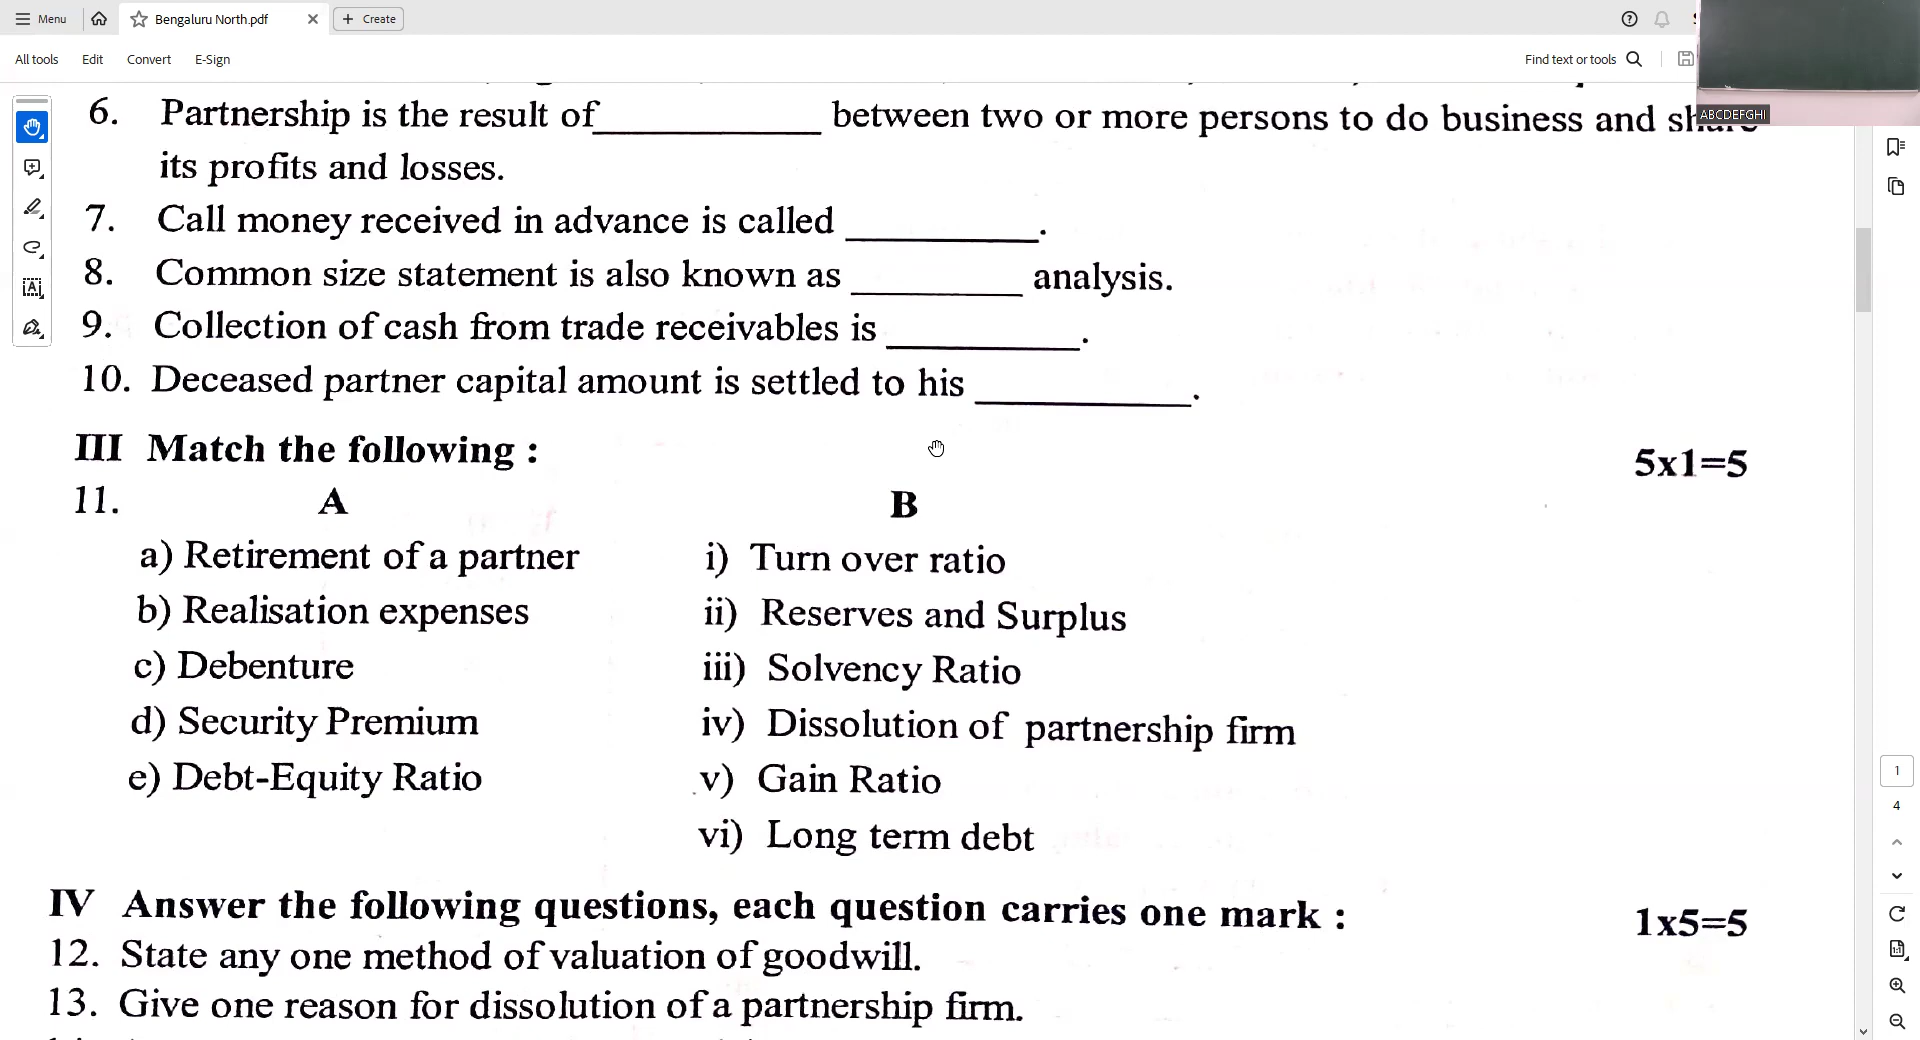 Menu
Bengaluru North.pdf
Create
All tools Edit Convert E-Sign
Find text or tools
ABCDEFGHI
6. Partnership is the result of__________ between two or more persons to do business and
its profits and losses.
7. Call money received in advance is called __________.
8. Common size statement is also known as __________ analysis.
9. Collection of cash from trade receivables is __________.
10. Deceased partner capital amount is settled to his __________.
III Match the following : 5x1=5
11. A B
a) Retirement of a partner i) Turn over ratio
b) Realisation expenses ii) Reserves and Surplus
c) Debenture iii) Solvency Ratio
d) Security Premium iv) Dissolution of partnership firm
e) Debt-Equity Ratio v) Gain Ratio
vi) Long term debt
IV Answer the following questions, each question carries one mark : 1x5=5
12. State any one method of valuation of goodwill.
13. Give one reason for dissolution of a partnership firm.
1
4